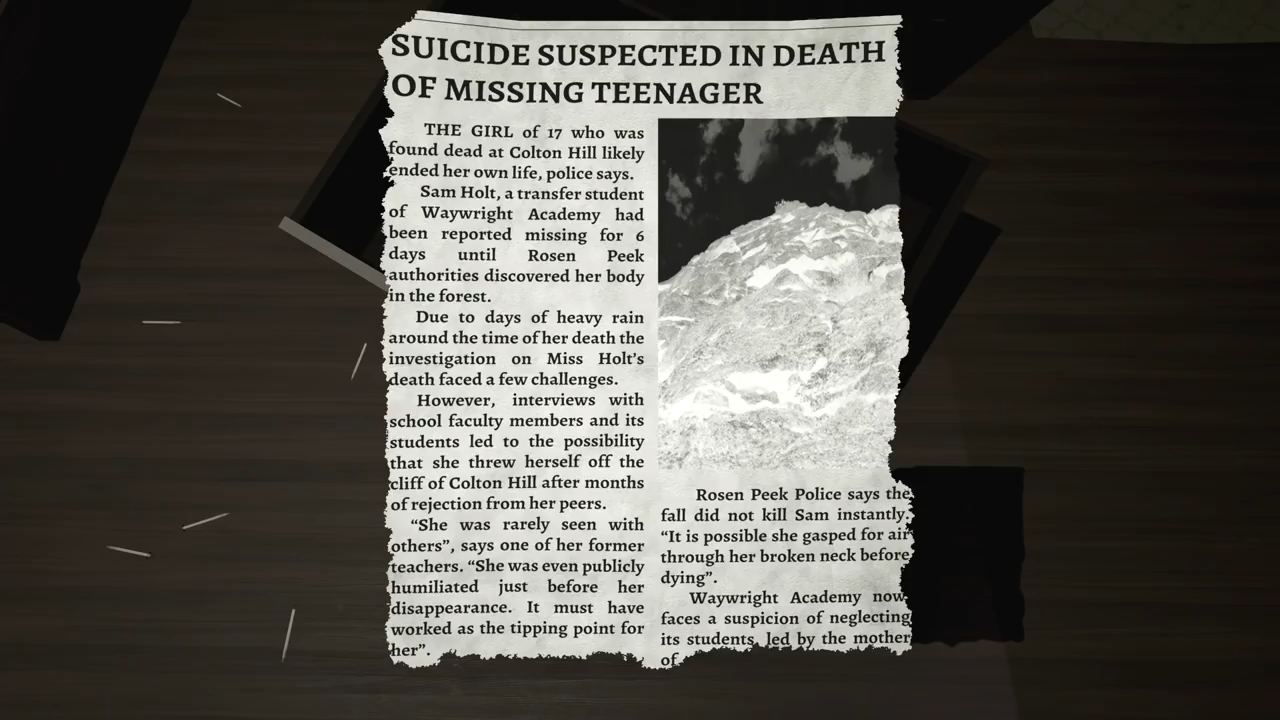 SUICIDE SUSPECTED IN DEATH
OF MISSING TEENAGER
THE GIRL of 17 who was
found dead at Colton Hill likely
ended her own life, police says.
Sam Holt, a transfer student
of Waywright Academy had
been reported missing for 6
days until Rosen Peek
authorities discovered her body
in the forest.
Due to days of heavy rain
around the time of her death the
investigation on Miss Holt's
death faced a few challenges.
However, interviews with
school faculty members and its
students led to the possibility
that she threw herself off the
cliff of Colton Hill after months
of rejection from her peers.
“She was rarely seen with
others”, says one of her former
teachers. “She was even publicly
humiliated just before her
disappearance. It must have
worked as the tipping point for
her”.
Rosen Peek Police says the
fall did not kill Sam instantly.
“It is possible she gasped for air
through her broken neck before
dying”.
Waywright Academy now
faces a suspicion of neglecting
its students, led by the mother
of